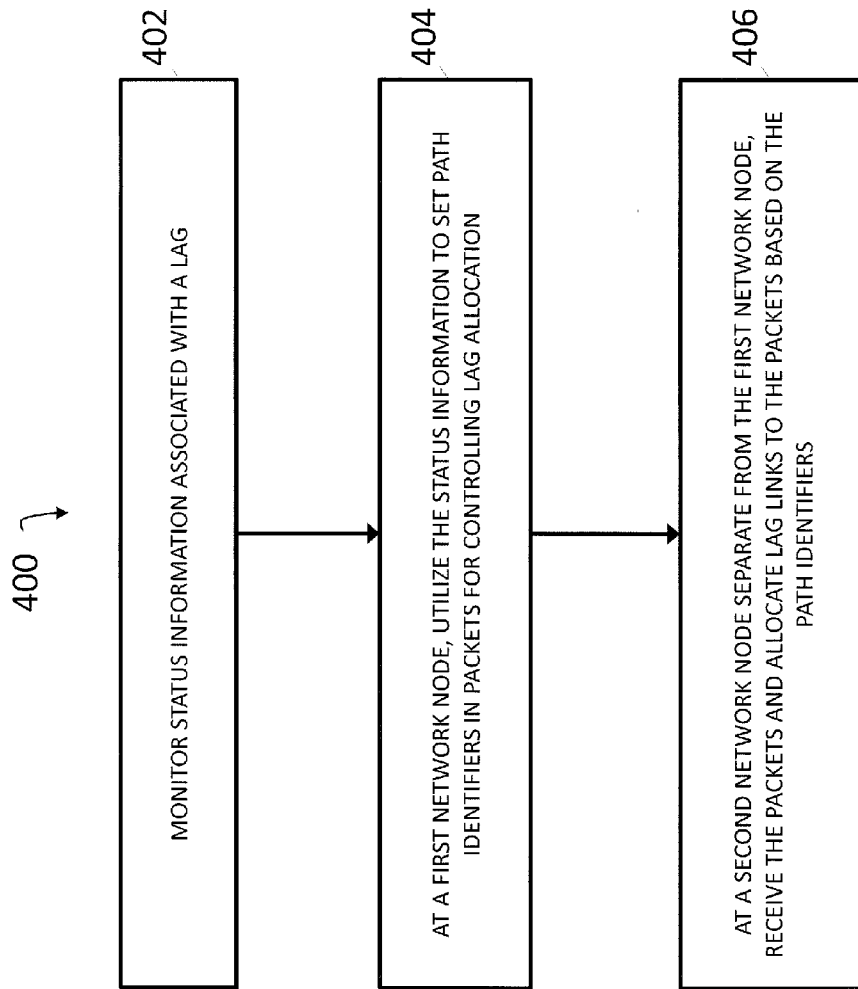 400
402
MONITOR STATUS INFORMATION ASSOCIATED WITH A LAG
404
AT A FIRST NETWORK NODE, UTILIZE THE STATUS INFORMATION TO SET PATH
IDENTIFIERS IN PACKETS FOR CONTROLLING LAG ALLOCATION
406
AT A SECOND NETWORK NODE SEPARATE FROM THE FIRST NETWORK NODE,
RECEIVE THE PACKETS AND ALLOCATE LAG LINKS TO THE PACKETS BASED ON THE
PATH IDENTIFIERS